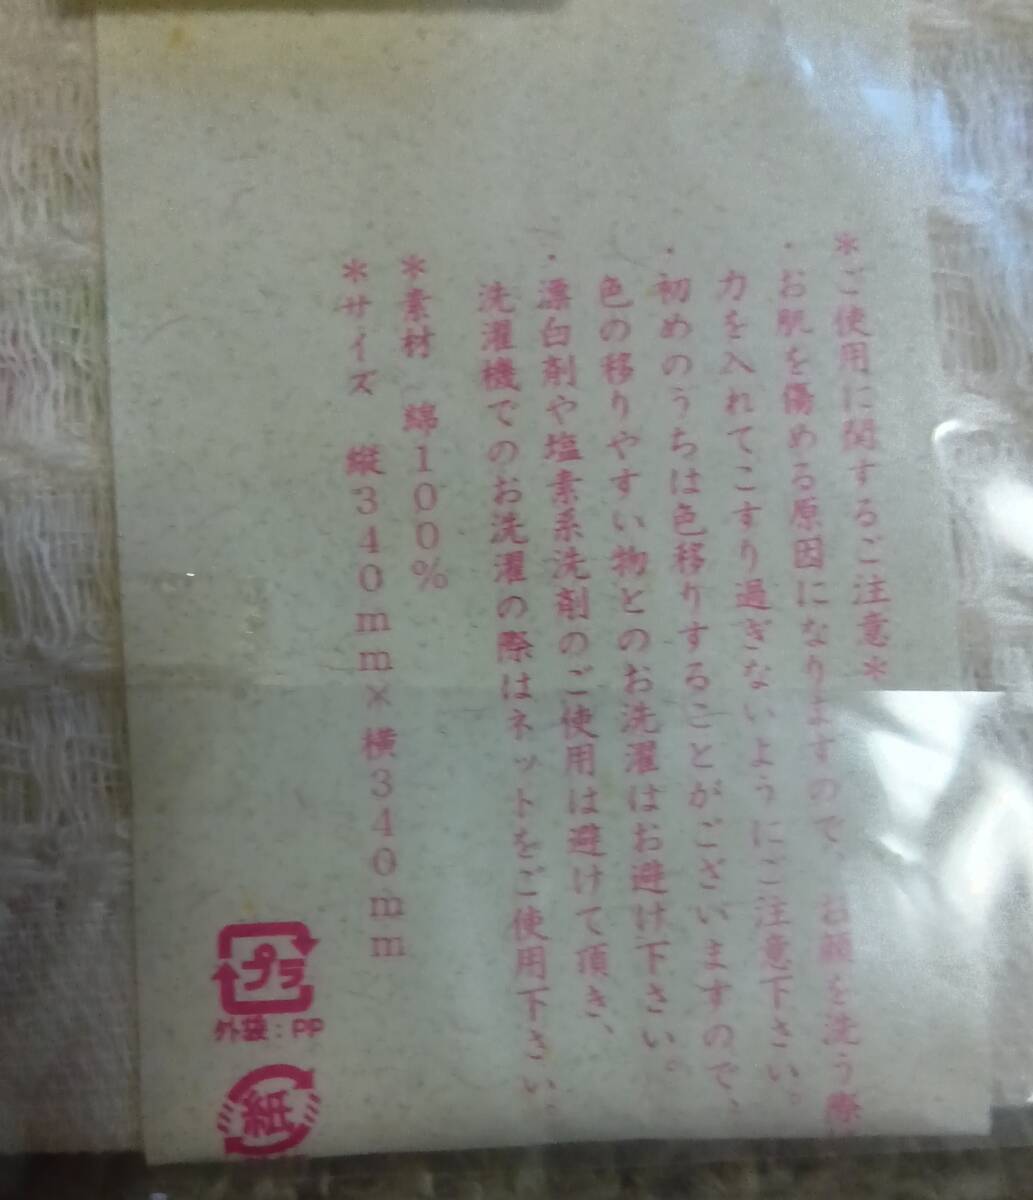 *ご使用に関するご注意*
・お肌を傷める原因になりますので、お顔を洗う際
力を入れてこすり過ぎないようにご注意下さい。
・初めのうちは色移りすることがございますので、
色の移りやすい物とのお洗濯はお避け下さい。
・漂白剤や塩素系洗剤のご使用は避けて頂き、
洗濯機でのお洗濯の際はネットをご使用下さい。
*素材 綿100%
*サイズ 縦340mm×横340mm
プラ
外袋:PP
紙